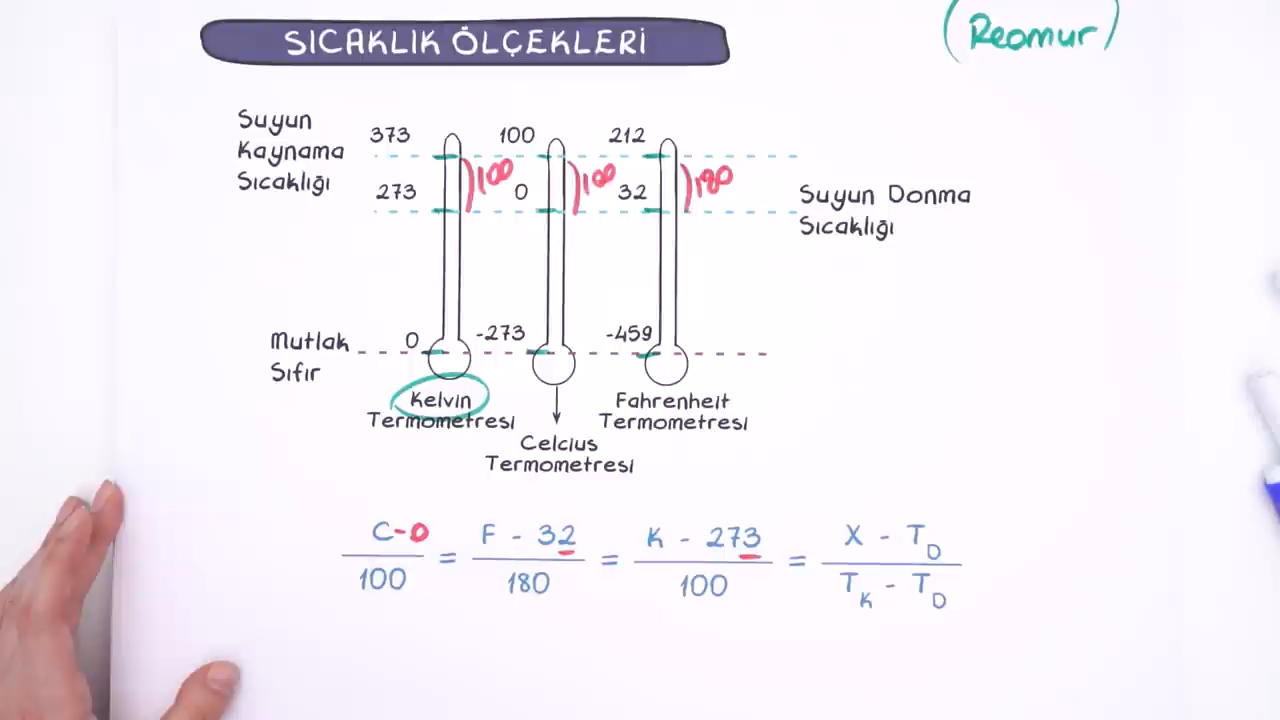 SICAKLIK ÖLÇEKLERİ
(Reomur)
Suyun
Kaynama
Sıcaklığı
373 100 212
100 100 180
273 0 32
Suyun Donma
Sıcaklığı
Mutlak
Sıfır
0 -273 -459
Kelvin
Termometresi
Celcius
Termometresi
Fahrenheit
Termometresi
C-0 / 100 = F - 32 / 180 = K - 273 / 100 = X - T_D / T_K - T_D